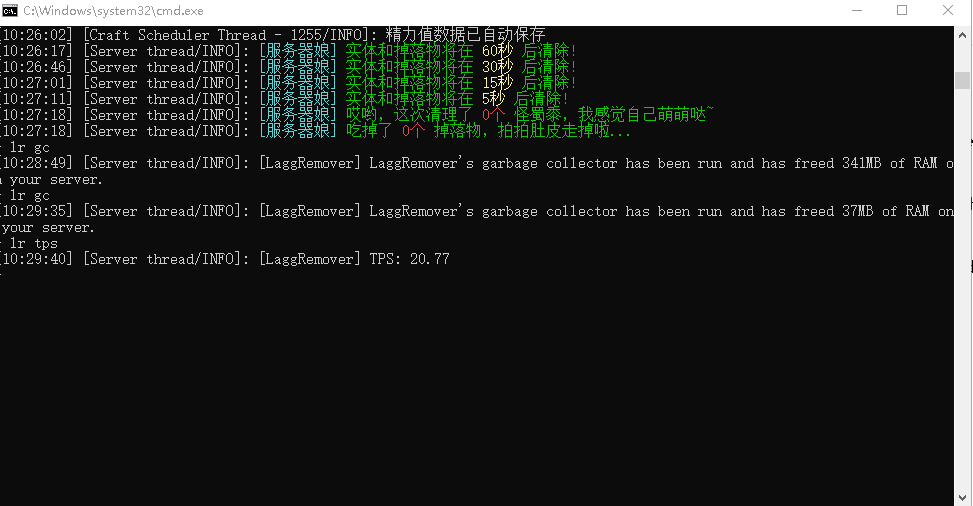 C:\Windows\system32\cmd.exe
[10:26:02] [Craft Scheduler Thread - 1255/INFO]: 精力值数据已自动保存
[10:26:17] [Server thread/INFO]: [服务器娘] 实体和掉落物将在 60秒 后清除!
[10:26:46] [Server thread/INFO]: [服务器娘] 实体和掉落物将在 30秒 后清除!
[10:27:01] [Server thread/INFO]: [服务器娘] 实体和掉落物将在 15秒 后清除!
[10:27:11] [Server thread/INFO]: [服务器娘] 实体和掉落物将在 5秒 后清除!
[10:27:18] [Server thread/INFO]: [服务器娘] 哎哟, 这次清理了 0个 怪蜀黍, 我感觉自己萌萌哒~
[10:27:18] [Server thread/INFO]: [服务器娘] 吃掉了 0个 掉落物, 拍拍肚皮走掉啦...
lr gc
[10:28:49] [Server thread/INFO]: [LaggRemover] LaggRemover's garbage collector has been run and has freed 341MB of RAM o
n your server.
lr gc
[10:29:35] [Server thread/INFO]: [LaggRemover] LaggRemover's garbage collector has been run and has freed 37MB of RAM on
your server.
lr tps
[10:29:40] [Server thread/INFO]: [LaggRemover] TPS: 20.77